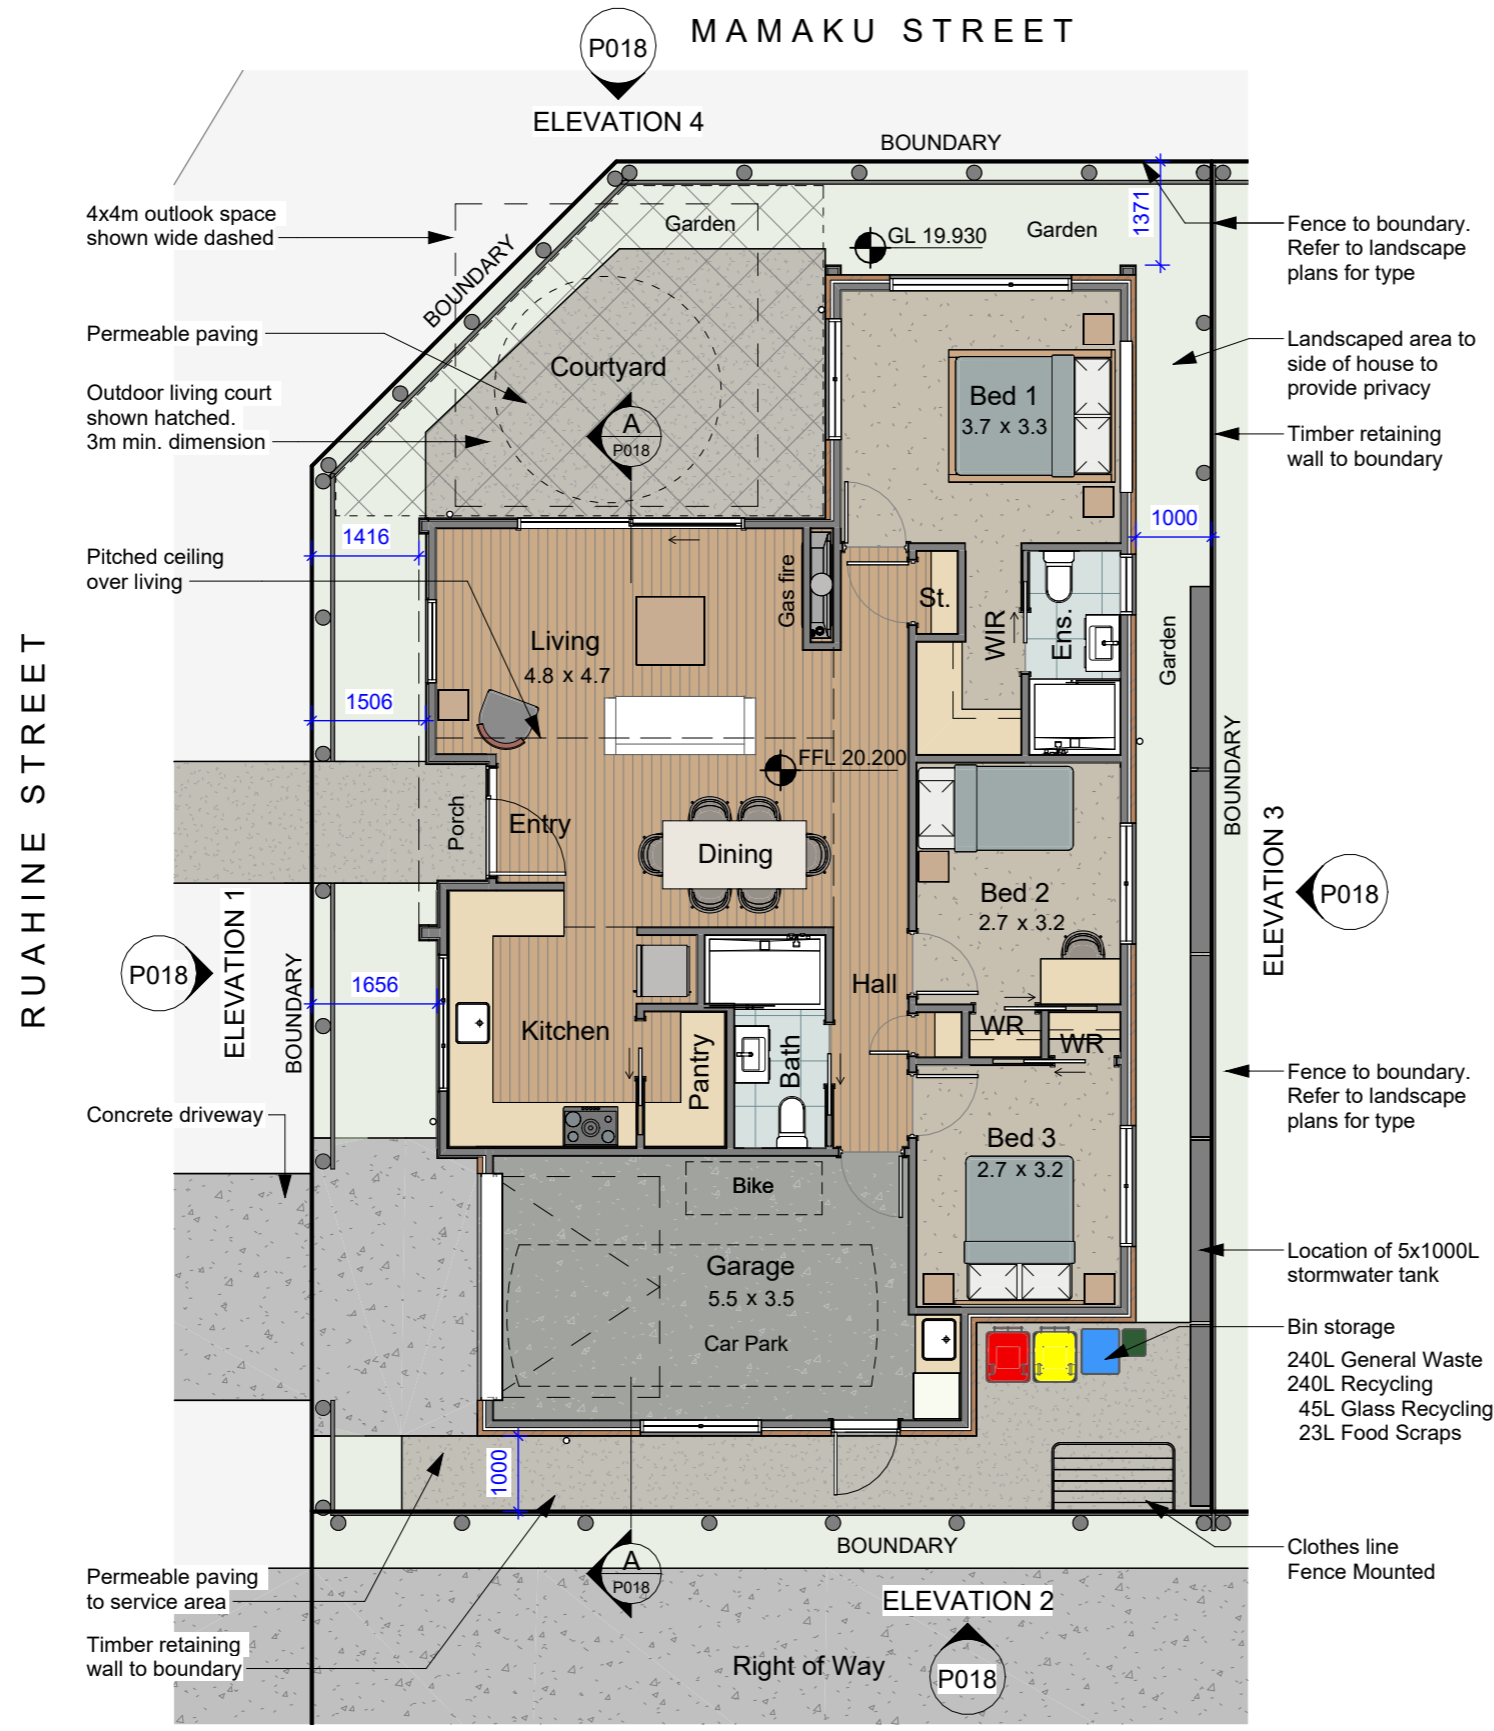 MAMAKU STREET
P018
ELEVATION 4
BOUNDARY
4x4m outlook space
shown wide dashed
Garden
GL 19.930
Garden
1371
Fence to boundary.
Refer to landscape
plans for type
BOUNDARY
Permeable paving
Courtyard
Landscaped area to
side of house to
provide privacy
Outdoor living court
shown hatched.
3m min. dimension
Bed 1
3.7 x 3.3
A
P018
Timber retaining
wall to boundary
1416
1000
Pitched ceiling
over living
Gas fire
St.
WIR
Ens.
Garden
Living
4.8 x 4.7
RUAHINE STREET
1506
FFL 20.200
BOUNDARY
Porch
Entry
Dining
Bed 2
2.7 x 3.2
ELEVATION 3
P018
ELEVATION 1
P018
BOUNDARY
1656
Hall
Kitchen
Pantry
Bath
WR
WR
Fence to boundary.
Refer to landscape
plans for type
Concrete driveway
Bed 3
2.7 x 3.2
Bike
Garage
5.5 x 3.5
Car Park
Location of 5x1000L
stormwater tank
Bin storage
240L General Waste
240L Recycling
45L Glass Recycling
23L Food Scraps
1000
BOUNDARY
Clothes line
Fence Mounted
Permeable paving
to service area
A
P018
ELEVATION 2
Timber retaining
wall to boundary
Right of Way
P018